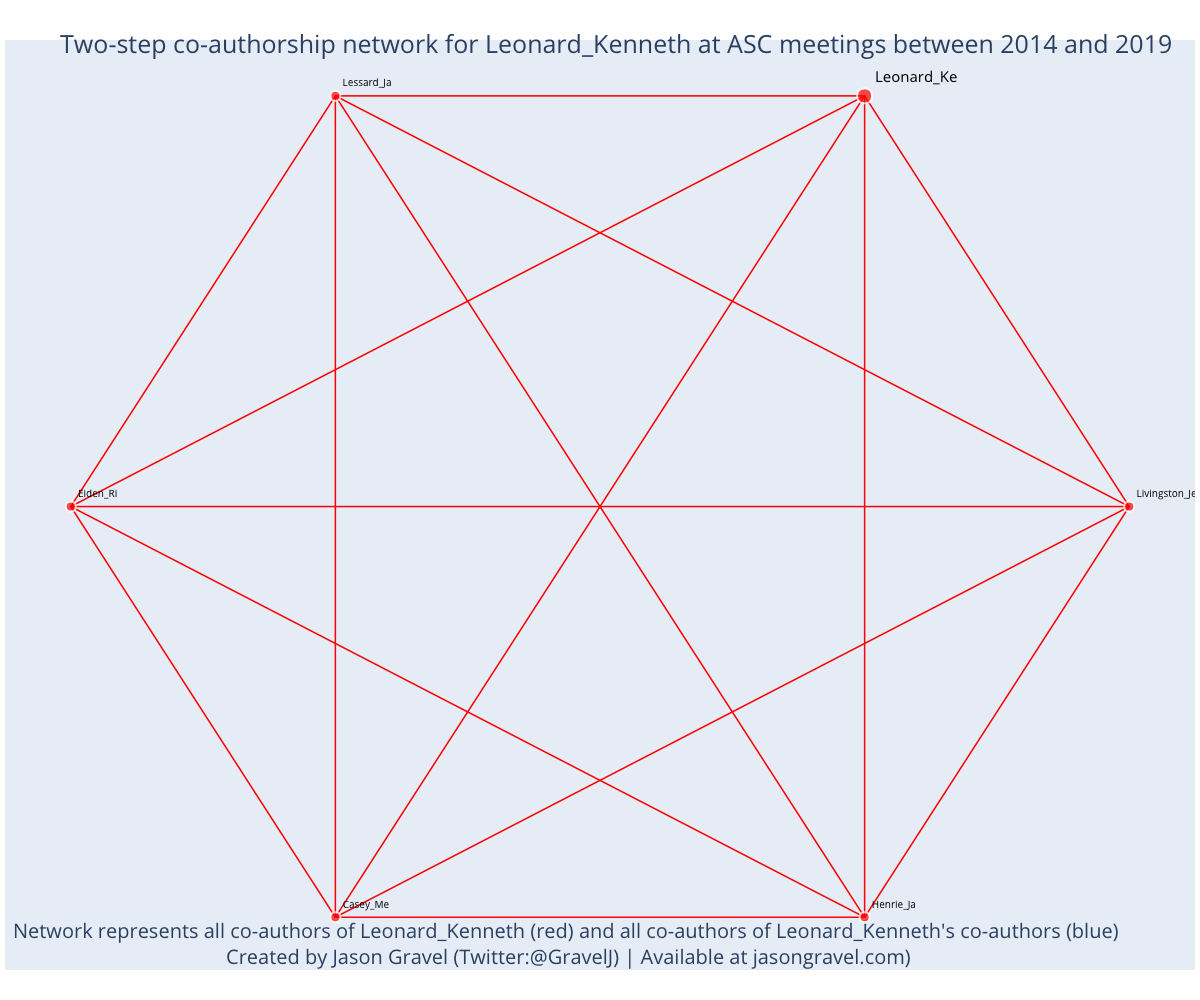 Two-step co-authorship network for Leonard_Kenneth at ASC meetings between 2014 and 2019
Leonard_Ke
Lessard_Ja
Eiden_Ri
Livingston_Je
Casey_Me
Henrie_Ja
Network represents all co-authors of Leonard_Kenneth (red) and all co-authors of Leonard_Kenneth's co-authors (blue)
Created by Jason Gravel (Twitter:@GravelJ) | Available at jasongravel.com)